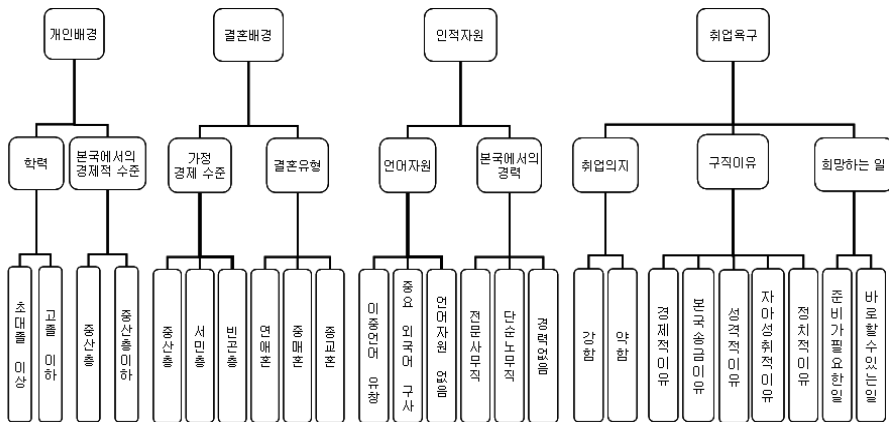 개인배경
결혼배경
인적자원
취업욕구
학력
본국에서의
경제적 수준
가정
경제 수준
결혼유형
언어자원
본국에서의
경력
취업의지
구직이유
희망하는 일
초대졸 이상
고졸 이하
중산층
중산층이하
중산층
서민층
빈곤층
연애혼
중매혼
종교혼
이중언어 유창
중요 외국어 구사
언어자원 없음
전문사무직
단순노무직
경력없음
강함
약함
경제적이유
본국송금이유
성격적이유
자아성취적이유
정치적이유
준비가필요한일
바로할수있는일